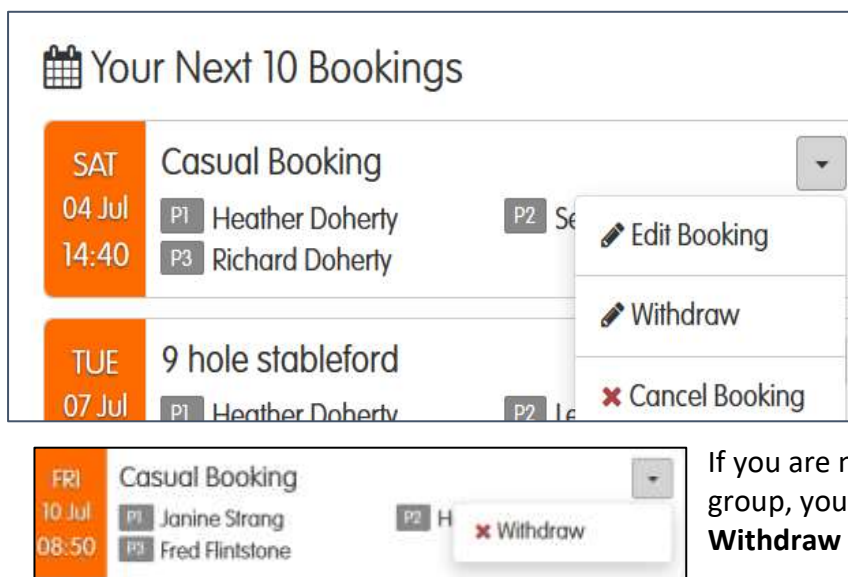 Your Next 10 Bookings
SAT
04 Jul
14:40
Casual Booking
P1 Heather Doherty
P2
P3 Richard Doherty
Edit Booking
Withdraw
Cancel Booking
TUE
07 Jul
9 hole stableford
P1 Heather Doherty
P2
FRI
10 Jul
08:50
Casual Booking
P1 Janine Strang
P2
P3 Fred Flintstone
Withdraw
If you are
group, you
Withdraw